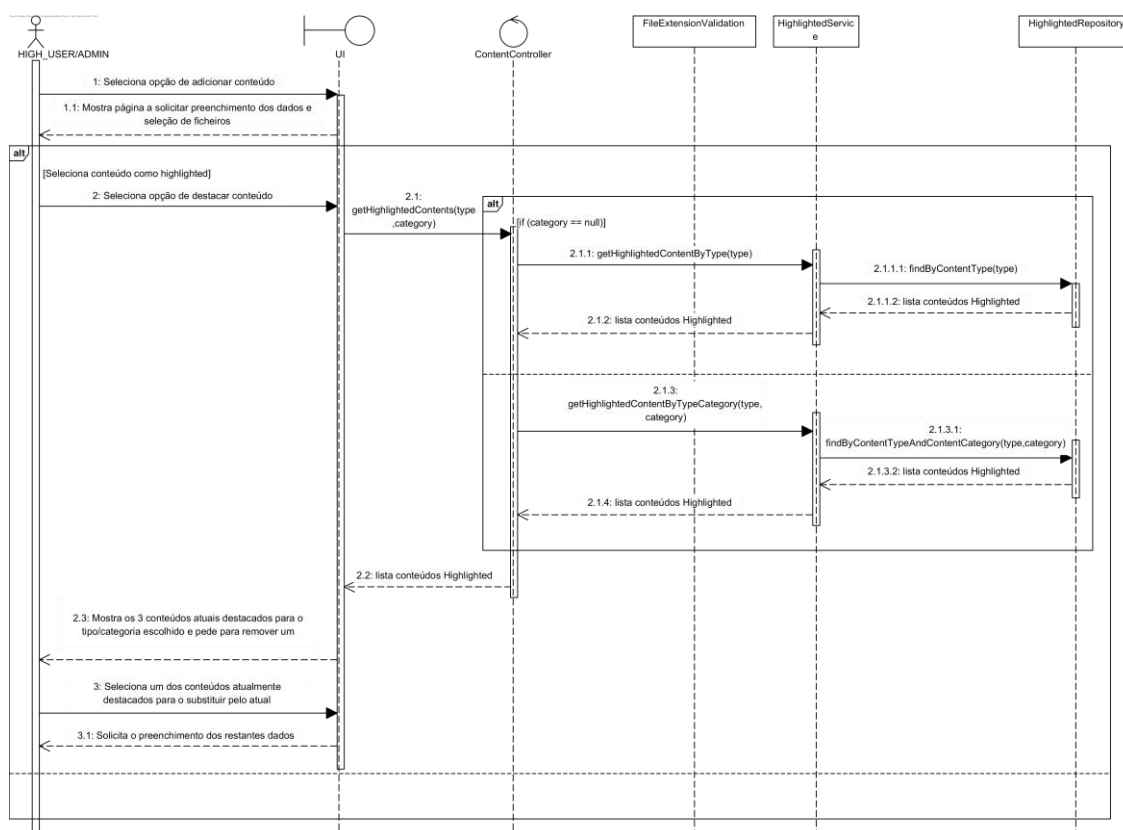 HIGH_USER/ADMIN
UI
ContentController
FileExtensionValidation
HighlightedServic
e
HighlightedRepository
1: Seleciona opção de adicionar conteúdo
1.1: Mostra página a solicitar preenchimento dos dados e
seleção de ficheiros
alt
[Seleciona conteúdo como highlighted]
2: Seleciona opção de destacar conteúdo
2.1:
getHighlightedContents(type
,category)
alt
[if (category == null)]
2.1.1: getHighlightedContentByType(type)
2.1.1.1: findByContentType(type)
2.1.1.2: lista conteúdos Highlighted
2.1.2: lista conteúdos Highlighted
2.1.3:
getHighlightedContentByTypeCategory(type,
category)
2.1.3.1:
findByContentTypeAndContentCategory(type,category)
2.1.3.2: lista conteúdos Highlighted
2.1.4: lista conteúdos Highlighted
2.2: lista conteúdos Highlighted
2.3: Mostra os 3 conteúdos atuais destacados para o
tipo/categoria escolhido e pede para remover um
3: Seleciona um dos conteúdos atualmente
destacados para o substituir pelo atual
3.1: Solicita o preenchimento dos restantes dados